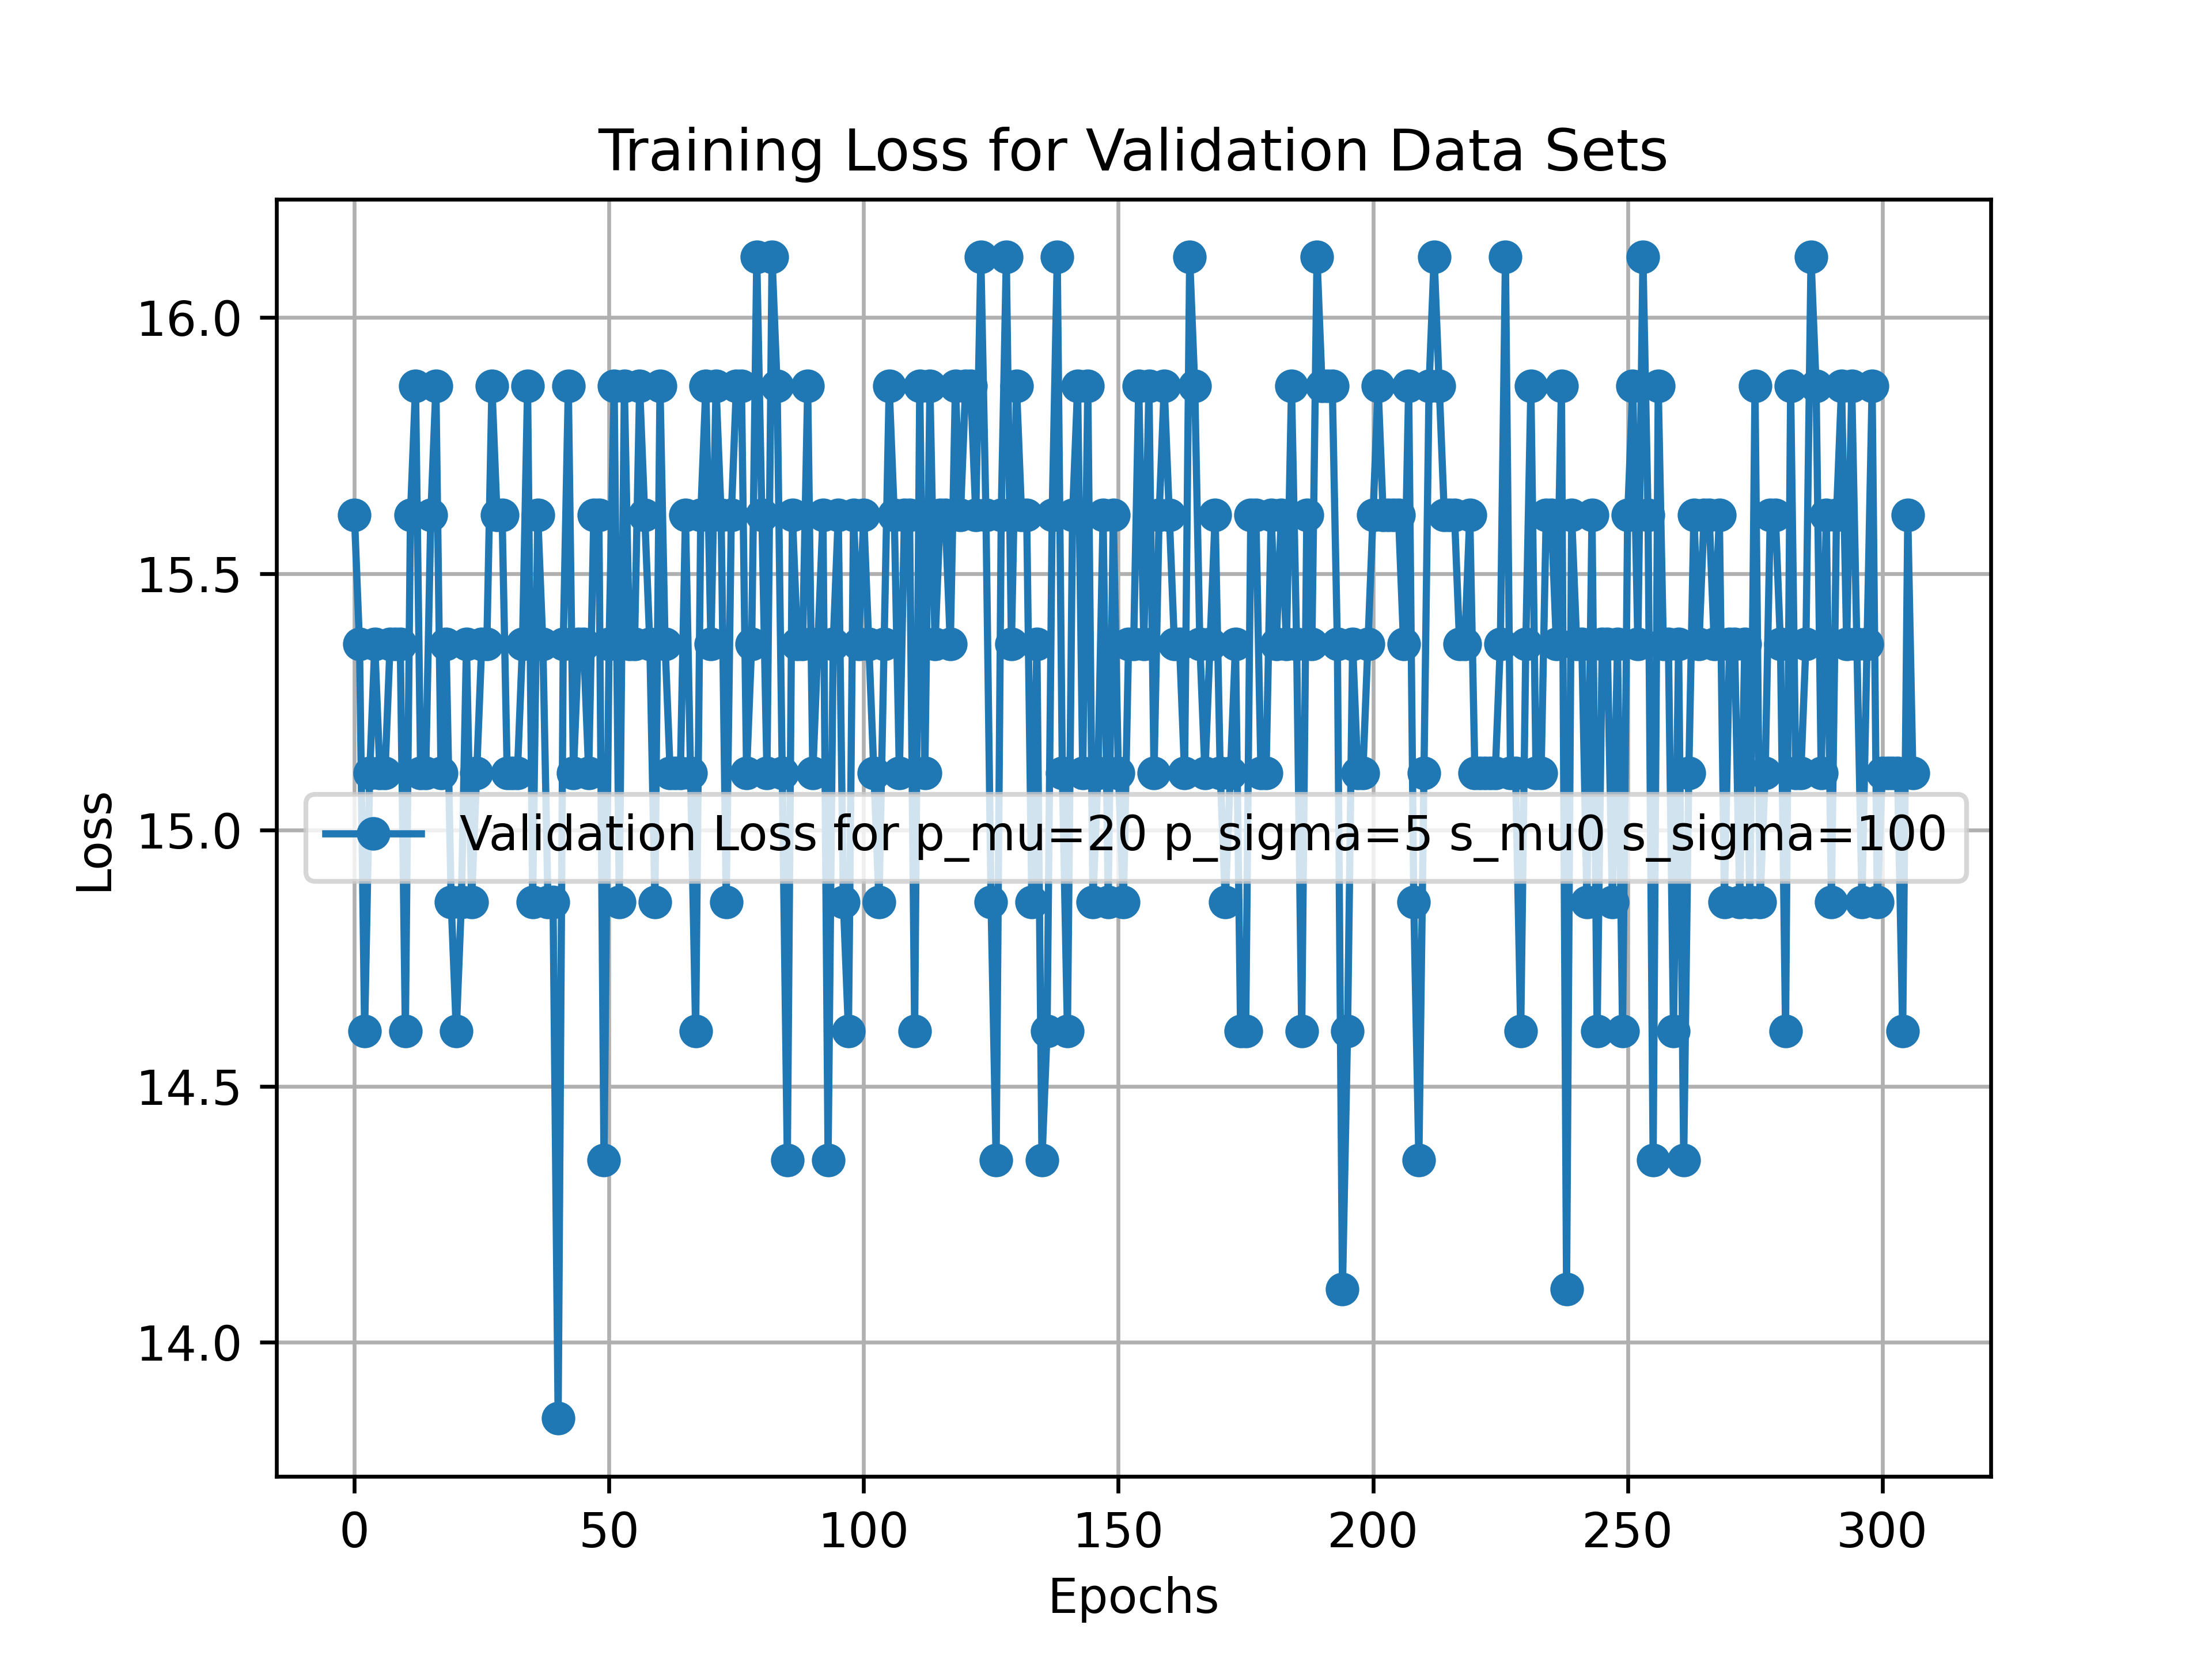 Training Loss for Validation Data Sets
16.0
15.5
15.0
14.5
14.0
Loss
Validation Loss for p_mu=20 p_sigma=5 s_mu0 s_sigma=100
0 50 100 150 200 250 300
Epochs